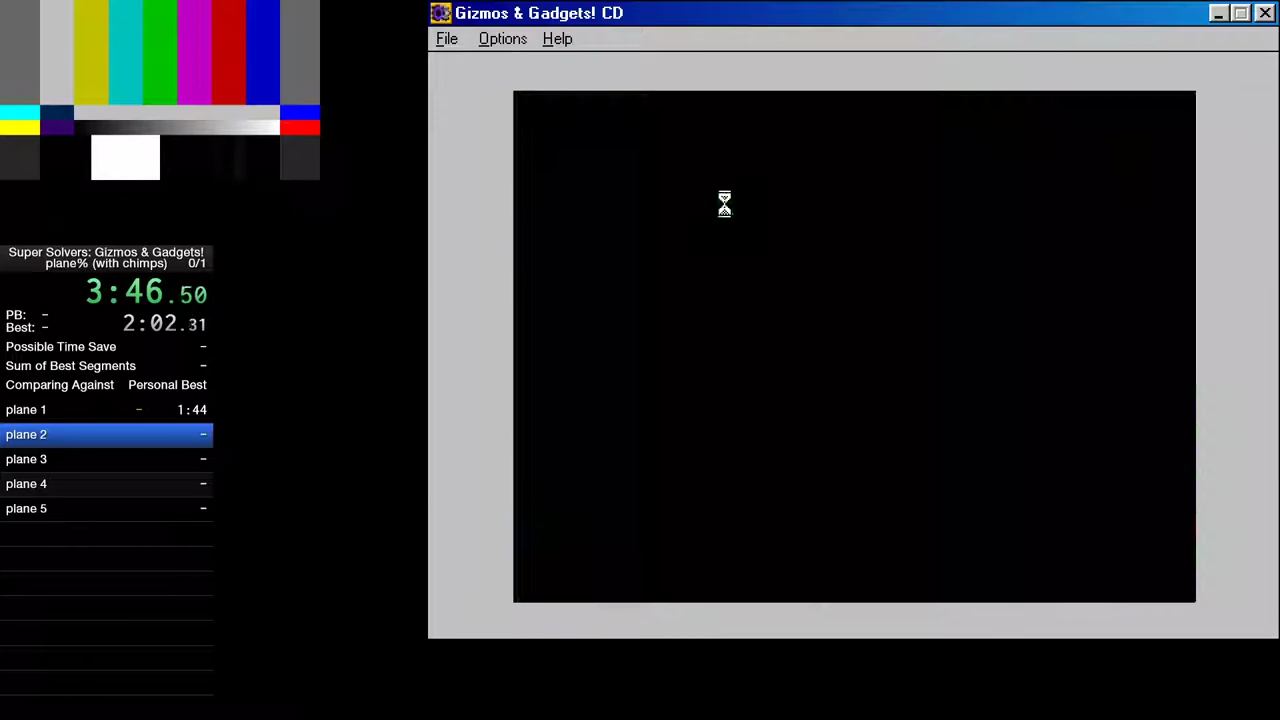 Gizmos & Gadgets! CD
File Options Help
Super Solvers: Gizmos & Gadgets!
plane% (with chimps) 0/1
3:46.50
PB: -
2:02.31
Best: -
Possible Time Save -
Sum of Best Segments -
Comparing Against Personal Best
plane 1 - 1:44
plane 2 -
plane 3 -
plane 4 -
plane 5 -